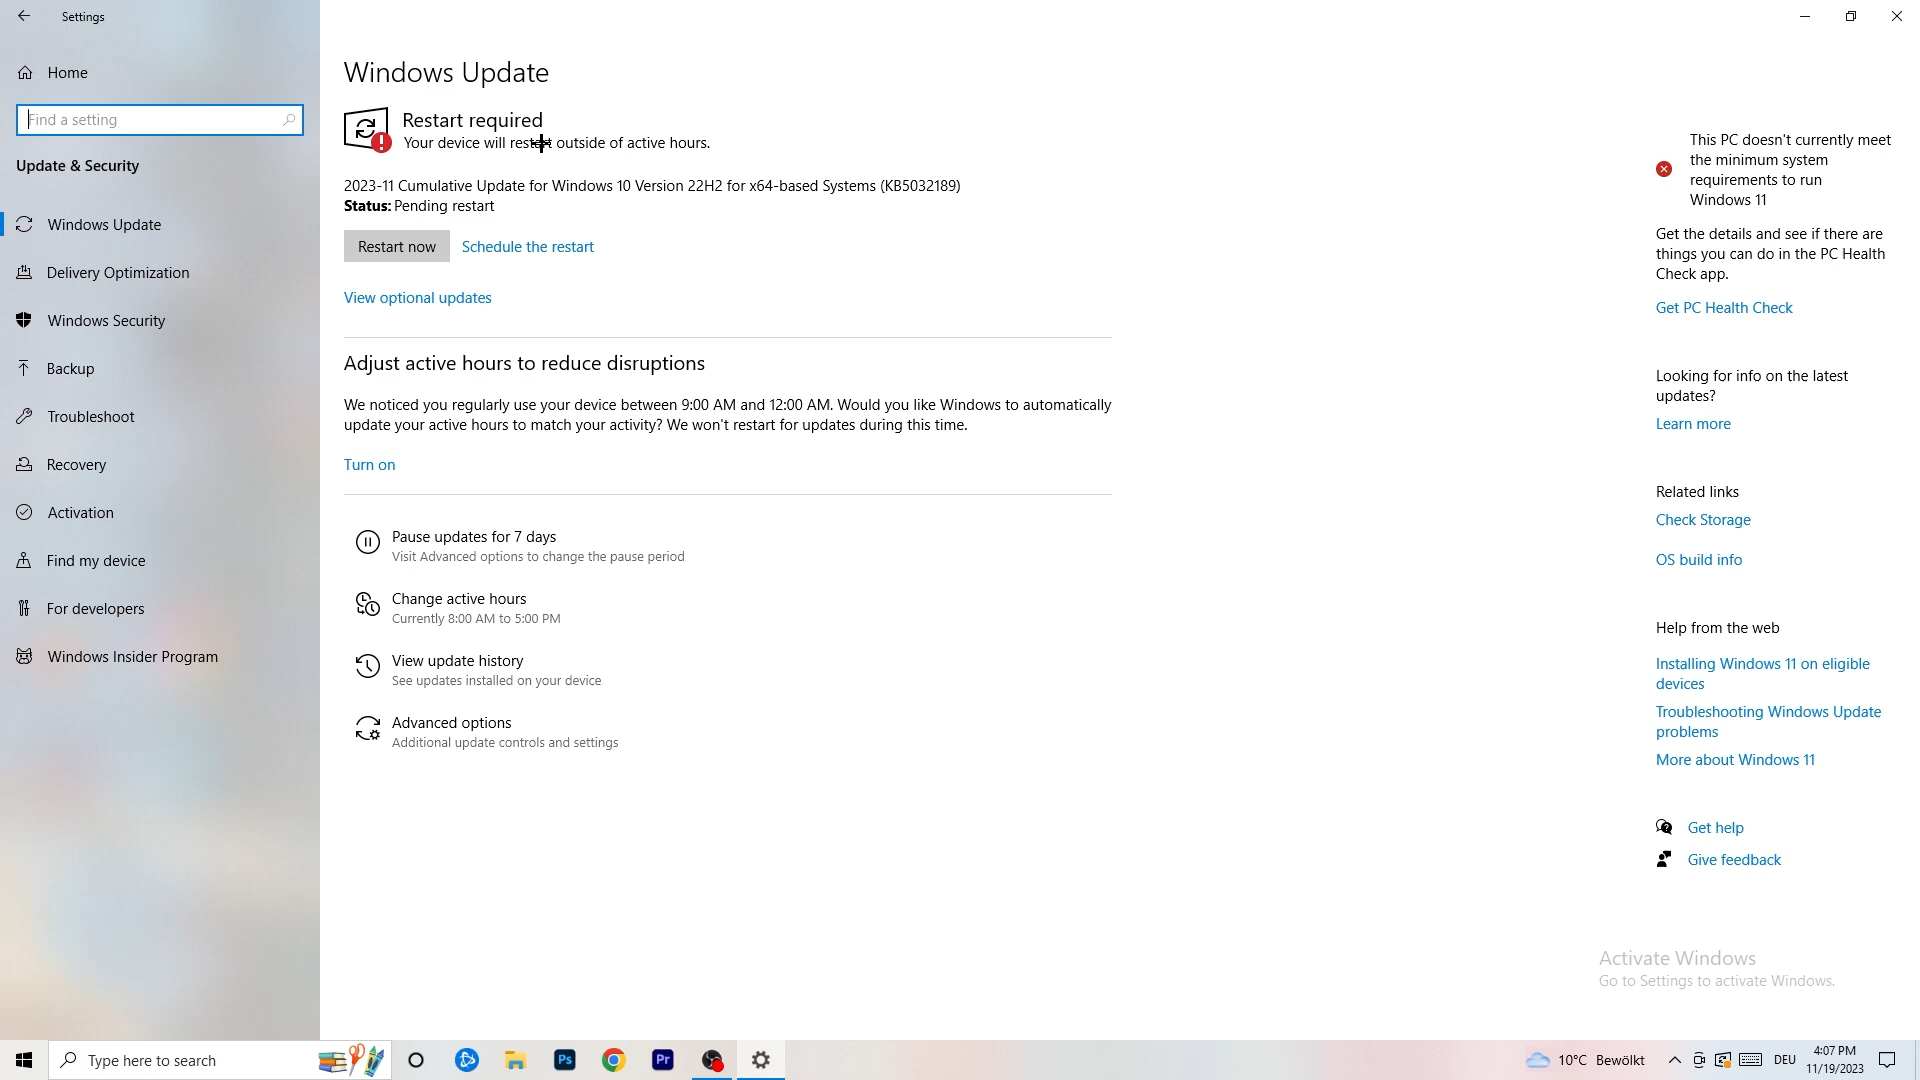 Settings
Home
Find a setting
Update & Security
Windows Update
Delivery Optimization
Windows Security
Backup
Troubleshoot
Recovery
Activation
Find my device
For developers
Windows Insider Program
Windows Update
Restart required
Your device will restart outside of active hours.
2023-11 Cumulative Update for Windows 10 Version 22H2 for x64-based Systems (KB5032189)
Status: Pending restart
Restart now
Schedule the restart
View optional updates
Adjust active hours to reduce disruptions
We noticed you regularly use your device between 9:00 AM and 12:00 AM. Would you like Windows to automatically
update your active hours to match your activity? We won't restart for updates during this time.
Turn on
Pause updates for 7 days
Visit Advanced options to change the pause period
Change active hours
Currently 8:00 AM to 5:00 PM
View update history
See updates installed on your device
Advanced options
Additional update controls and settings
This PC doesn't currently meet
the minimum system
requirements to run
Windows 11
Get the details and see if there are
things you can do in the PC Health
Check app.
Get PC Health Check
Looking for info on the latest
updates?
Learn more
Related links
Check Storage
OS build info
Help from the web
Installing Windows 11 on eligible
devices
Troubleshooting Windows Update
problems
More about Windows 11
Get help
Give feedback
Activate Windows
Go to Settings to activate Windows.
Type here to search
Ps
Pr
10°C Bewölkt
DEU
4:07 PM
11/19/2023